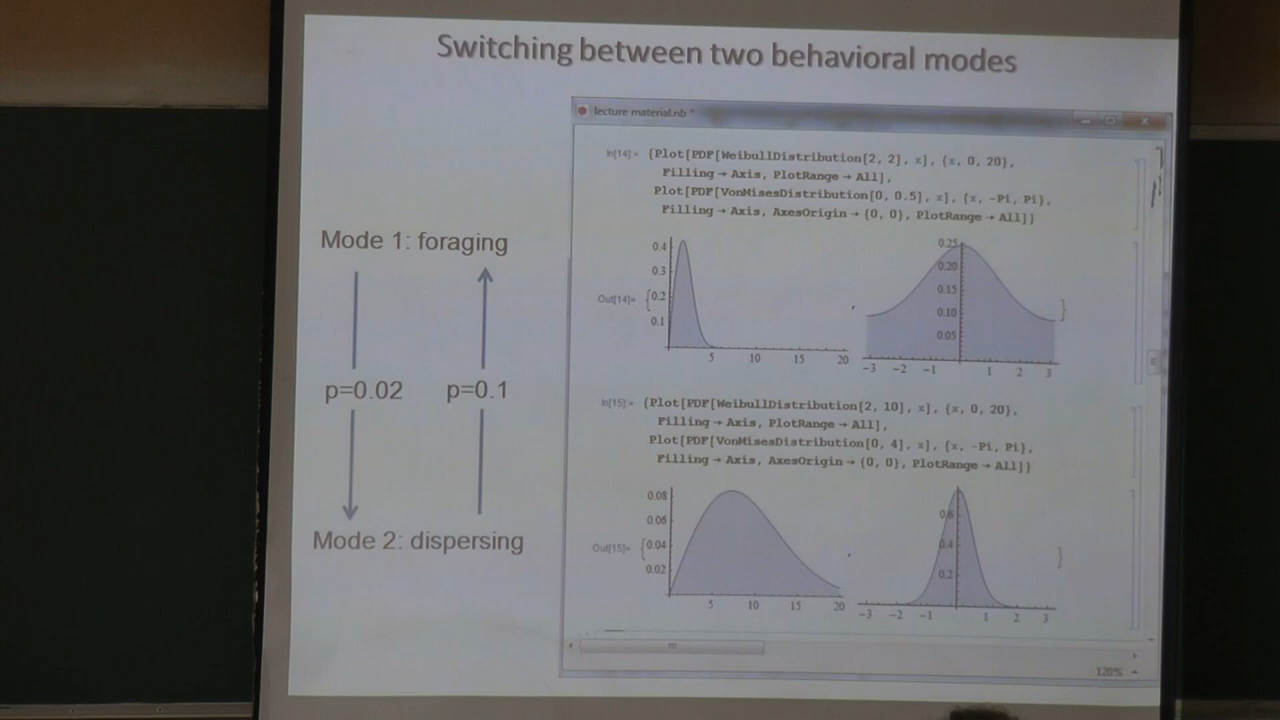 Switching between two behavioral modes
lecture material.nb *
In[14]:= {Plot[PDF[WeibullDistribution[2, 2], x], {x, 0, 20},
Filling → Axis, PlotRange → All],
Plot[PDF[VonMisesDistribution[0, 0.5], x], {x, -Pi, Pi},
Filling → Axis, AxesOrigin → {0, 0}, PlotRange → All]}
Mode 1: foraging
0.4
0.3
0.2
0.1
5 10 15 20
Out[14]= {
,
0.25
0.20
0.15
0.10
0.05
-3 -2 -1 1 2 3
}
p=0.02 p=0.1
In[15]:= {Plot[PDF[WeibullDistribution[2, 10], x], {x, 0, 20},
Filling → Axis, PlotRange → All],
Plot[PDF[VonMisesDistribution[0, 4], x], {x, -Pi, Pi},
Filling → Axis, AxesOrigin → {0, 0}, PlotRange → All]}
Mode 2: dispersing
0.08
0.06
0.04
0.02
5 10 15 20
Out[15]= {
,
0.6
0.4
0.2
-3 -2 -1 1 2 3
}
120%